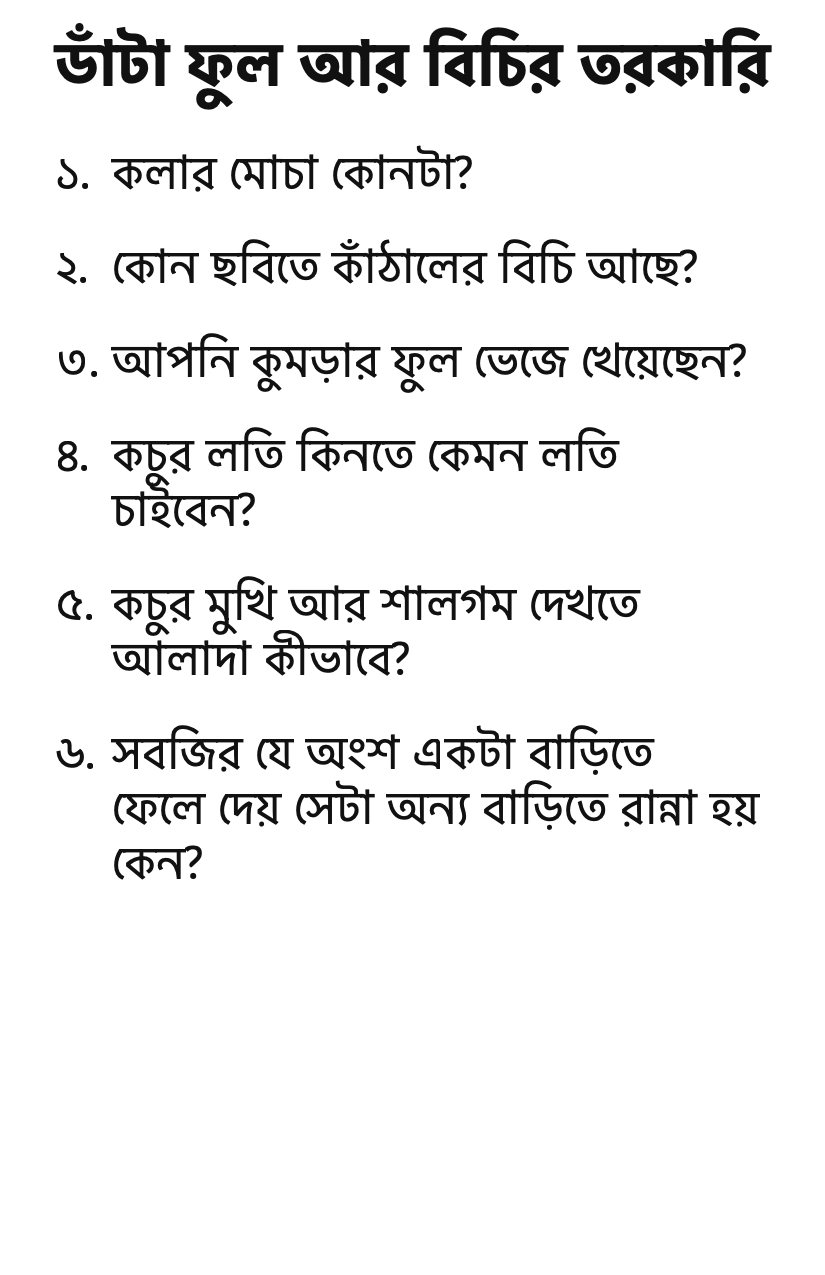 ডাঁটা ফুল আর বিচির তরকারি
১. কলার মোচা কোনটা?
২. কোন ছবিতে কাঁঠালের বিচি আছে?
৩. আপনি কুমড়ার ফুল ভেজে খেয়েছেন?
৪. কচুর লতি কিনতে কেমন লতি
চাইবেন?
৫. কচুর মুখি আর শালগম দেখতে
আলাদা কীভাবে?
৬. সবজির যে অংশ একটা বাড়িতে
ফেলে দেয় সেটা অন্য বাড়িতে রান্না হয়
কেন?